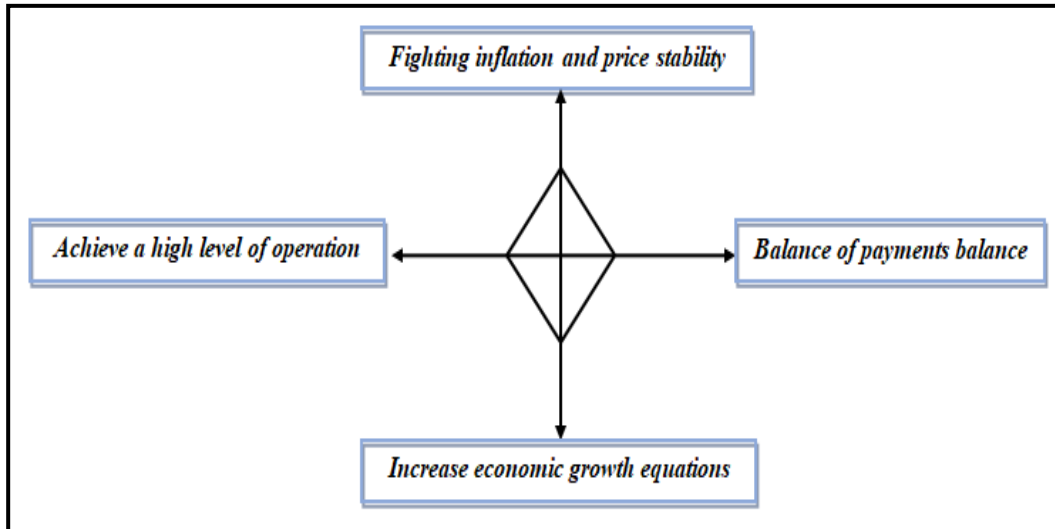 Fighting inflation and price stability
Achieve a high level of operation
Balance of payments balance
Increase economic growth equations